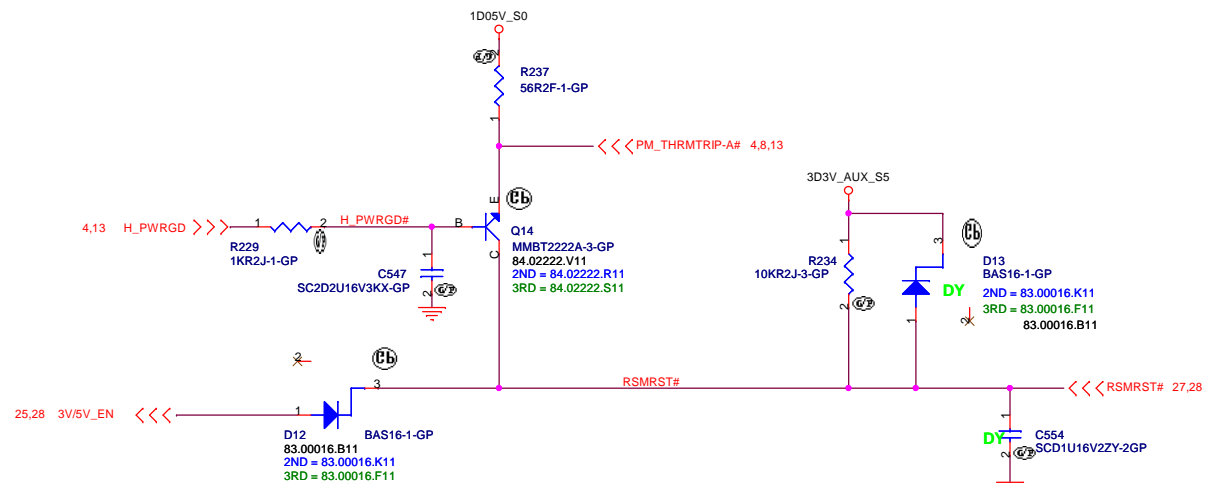 1D05V_S0
2
R237
56R2F-1-GP
1
PM_THRMTRIP-A# 4,8,13
3D3V_AUX_S5
E
4,13 H_PWRGD
1
2
H_PWRGD#
B
Q14
MMBT2222A-3-GP
84.02222.V11
2ND = 84.02222.R11
3RD = 84.02222.S11
C
R229
1KR2J-1-GP
1
C547
SC2D2U16V3KX-GP
2
G/P
1
R234
10KR2J-3-GP
2
G/P
3
D13
BAS16-1-GP
DY
2ND = 83.00016.K11
3RD = 83.00016.F11
83.00016.B11
1
2
2
3
RSMRST#
RSMRST# 27,28
25,28 3V/5V_EN
1
D12
BAS16-1-GP
83.00016.B11
2ND = 83.00016.K11
3RD = 83.00016.F11
1
DY
C554
SCD1U16V2ZY-2GP
2
G/P